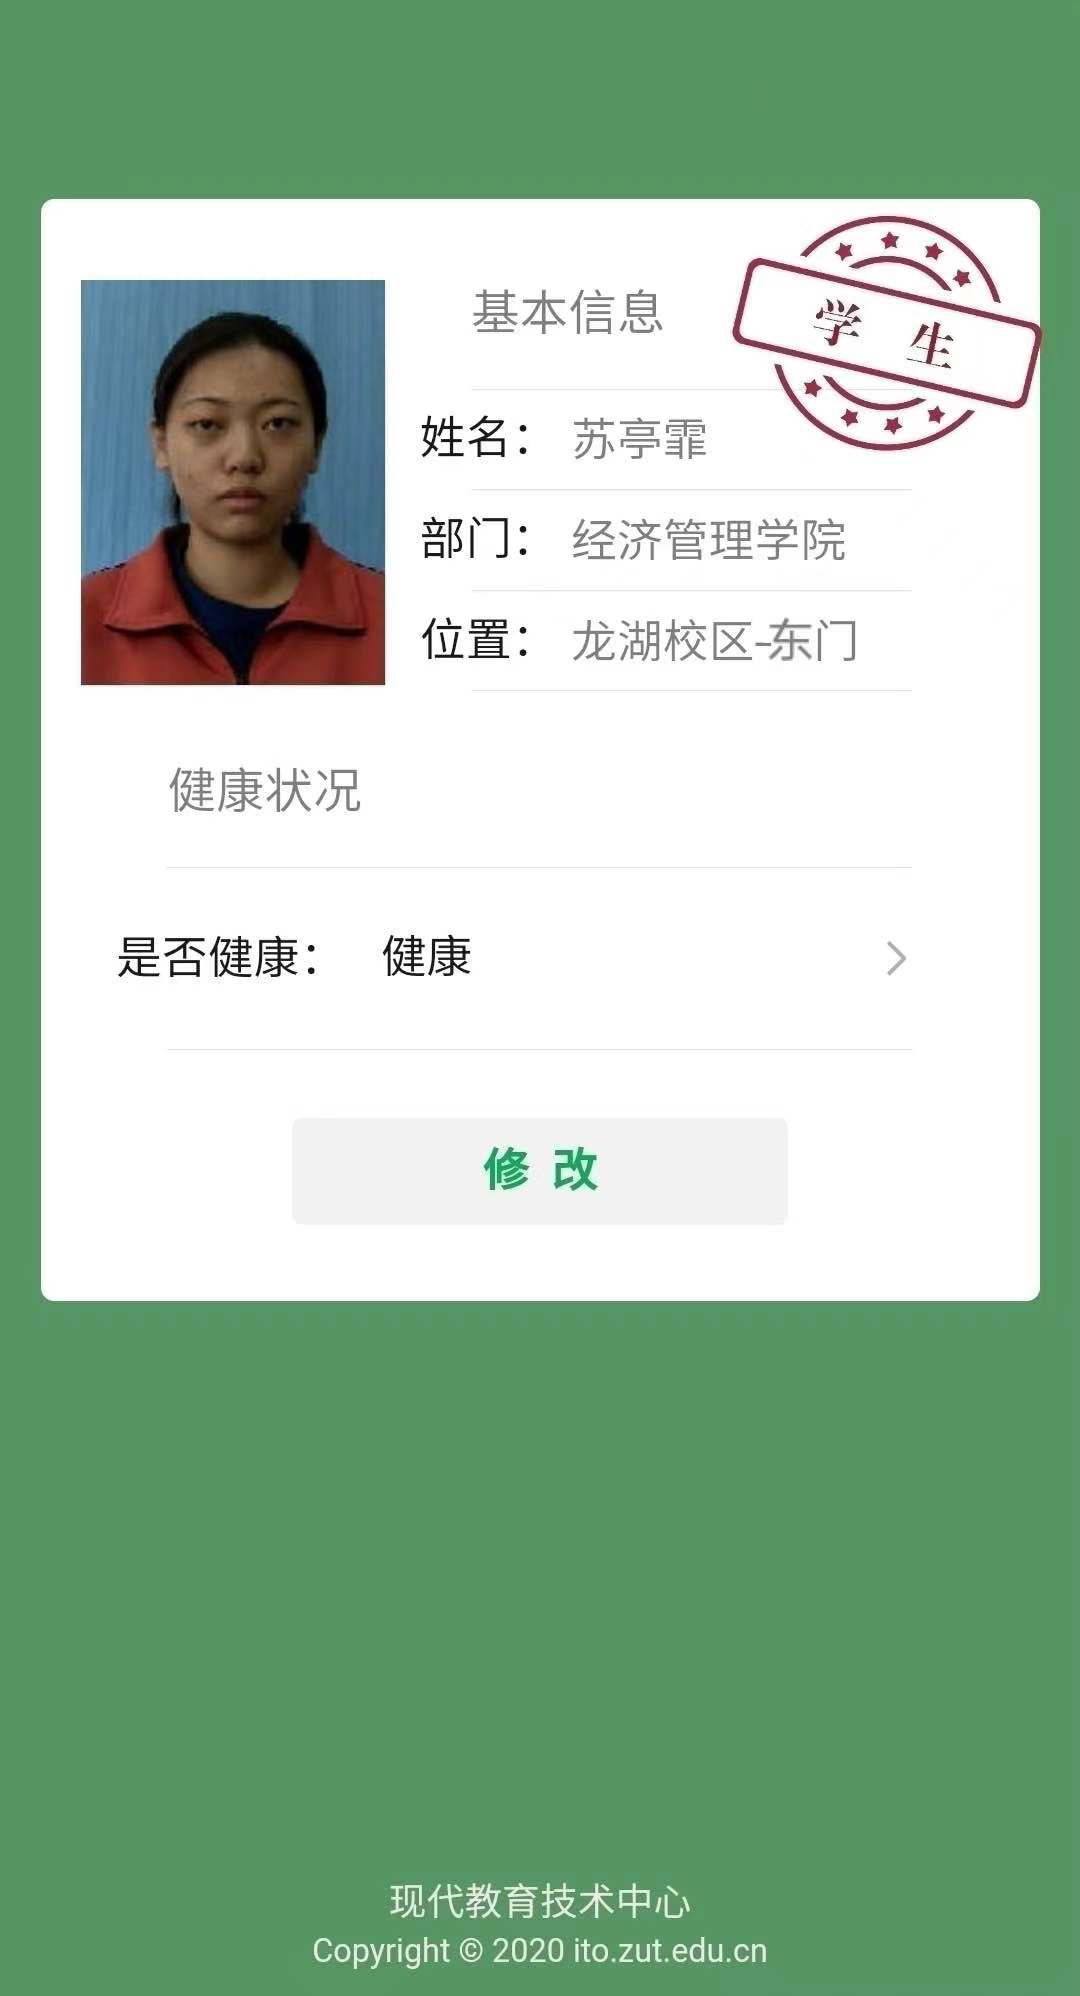 基本信息
学 生
姓名： 苏亭霏
部门： 经济管理学院
位置： 龙湖校区-东门
健康状况
是否健康： 健康
修 改
现代教育技术中心
Copyright © 2020 ito.zut.edu.cn